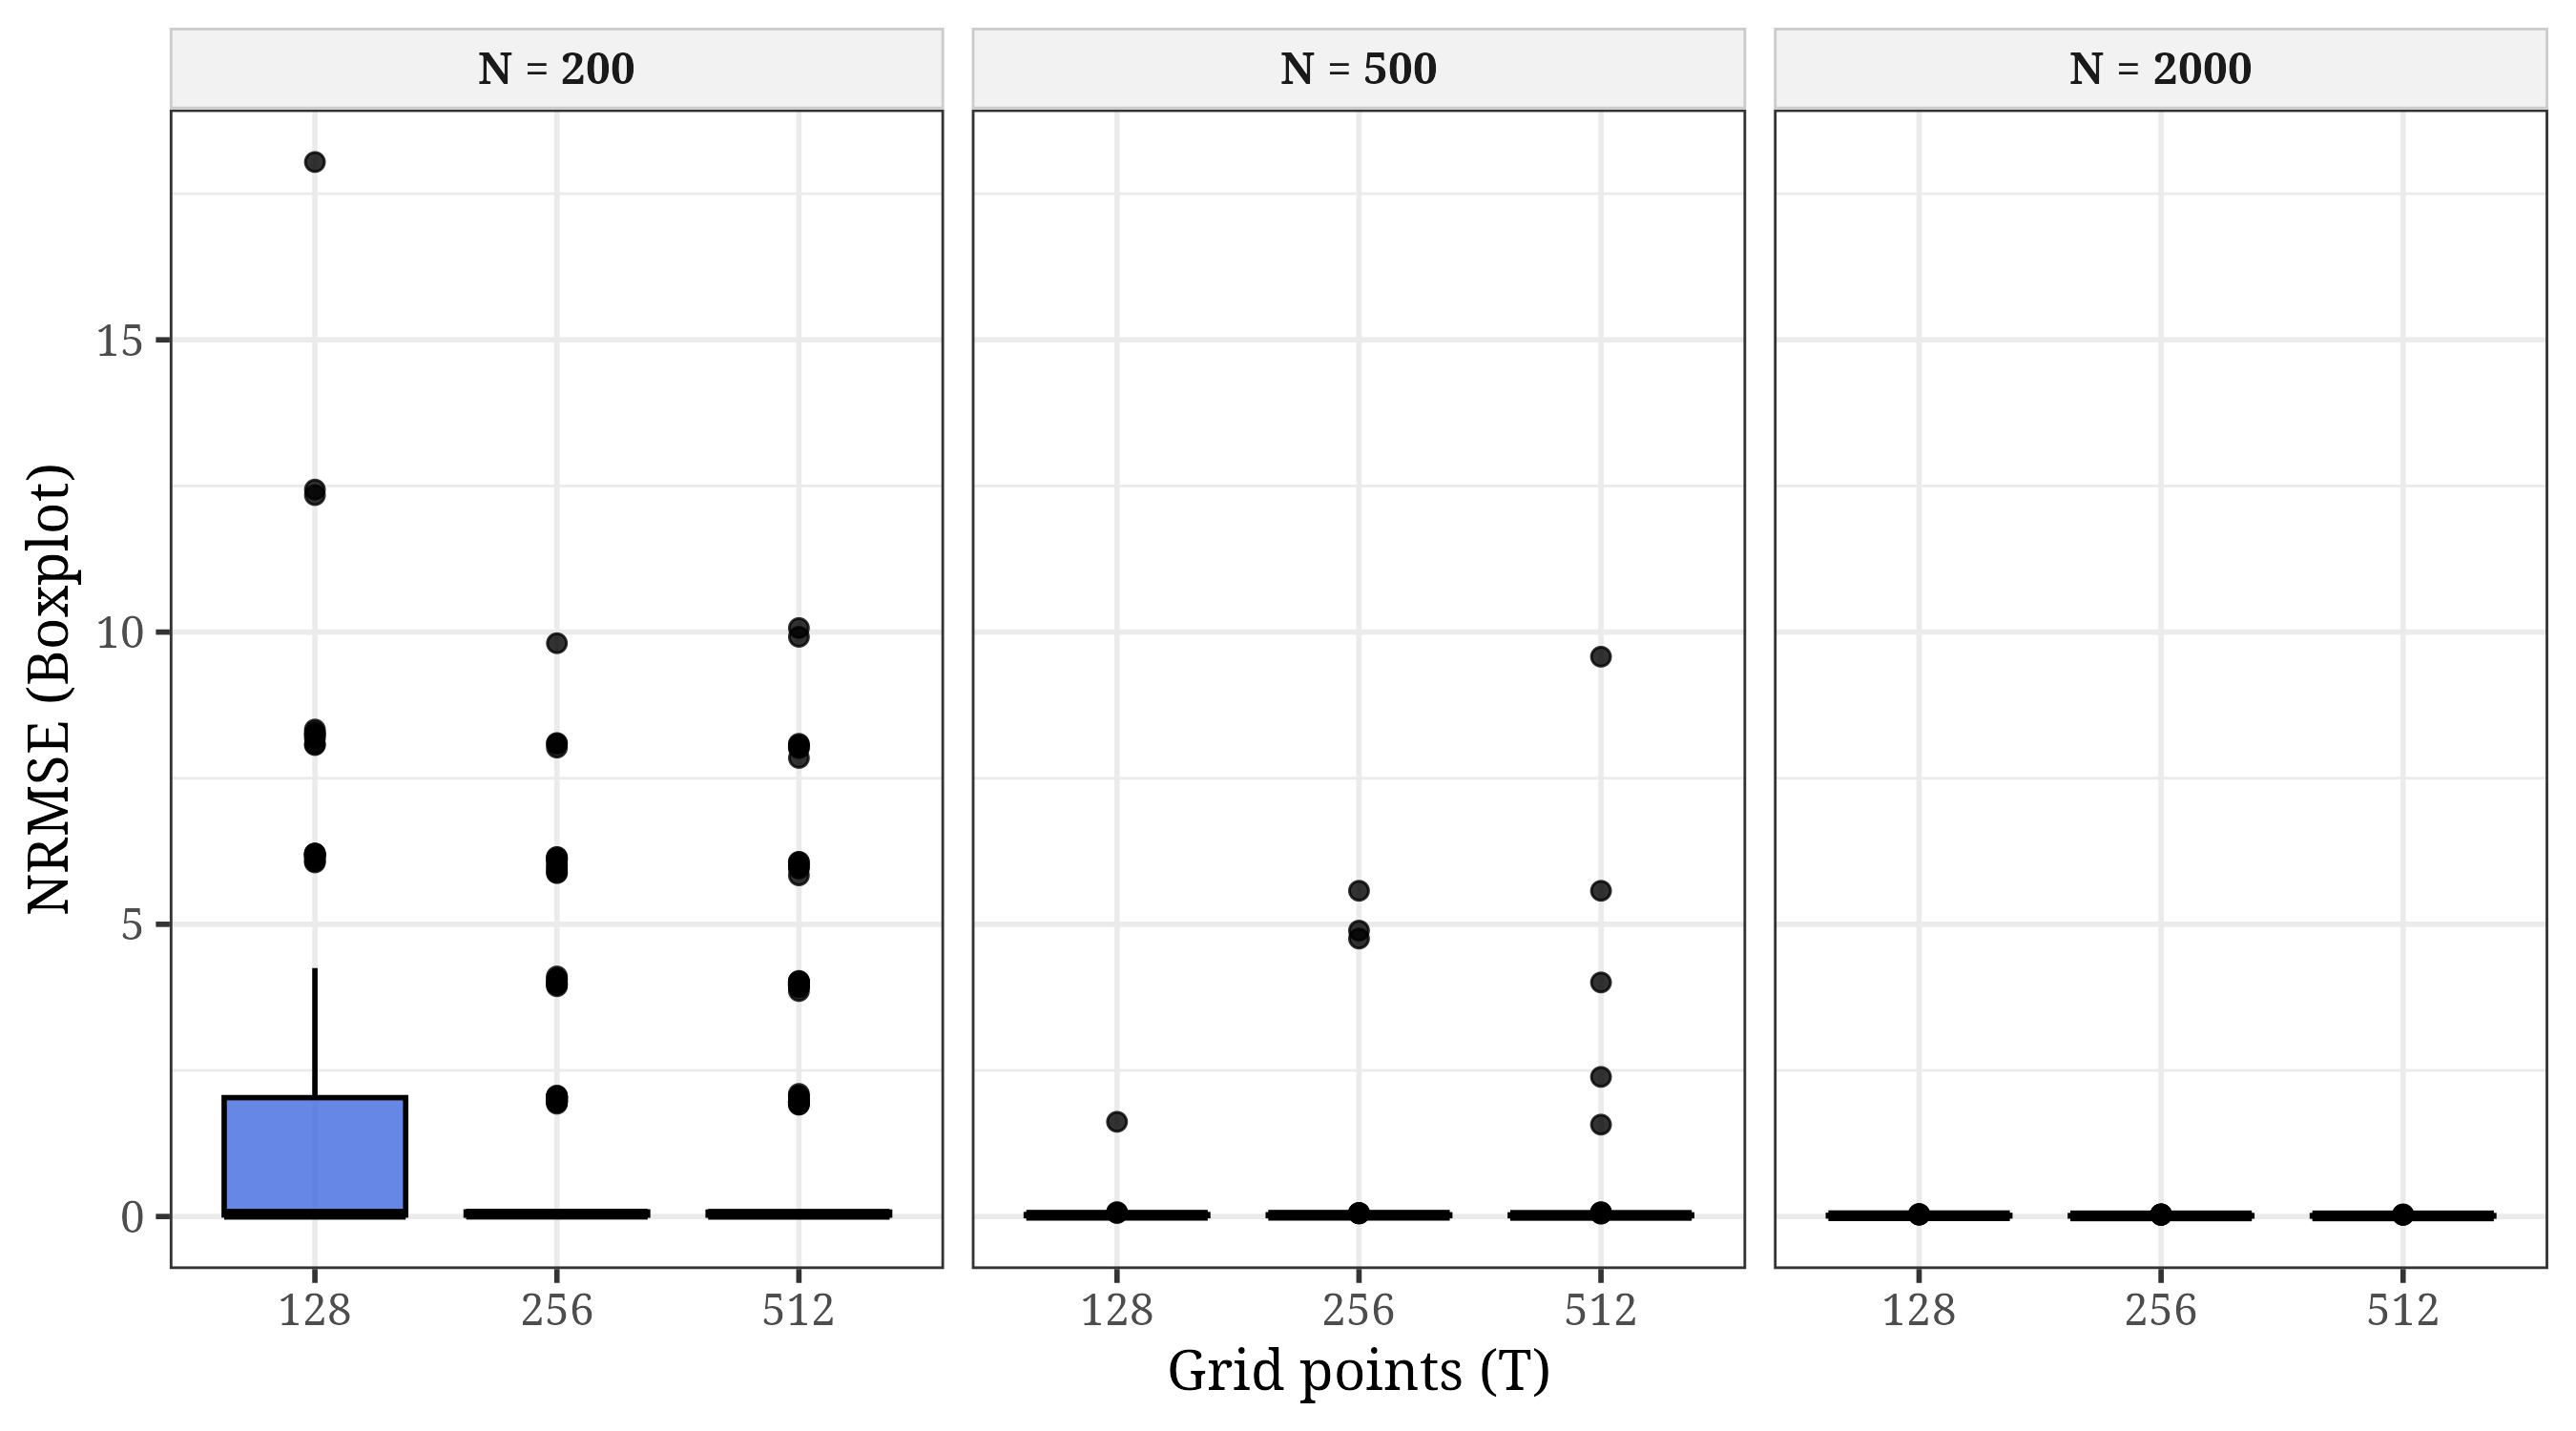 N = 200
N = 500
N = 2000
NRMSE (Boxplot)
15
10
5
0
128 256 512
128 256 512
128 256 512
Grid points (T)